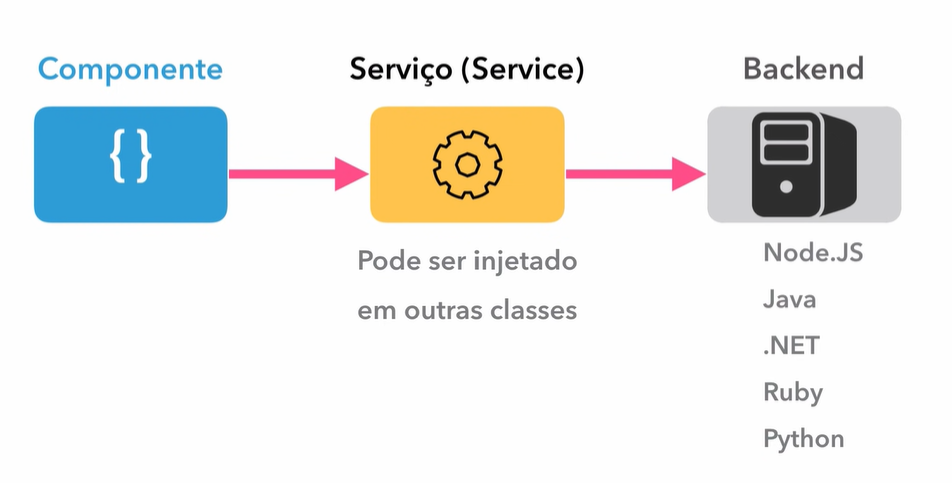 Componente
Serviço (Service)
Backend
{ }
Pode ser injetado
em outras classes
Node.JS
Java
.NET
Ruby
Python